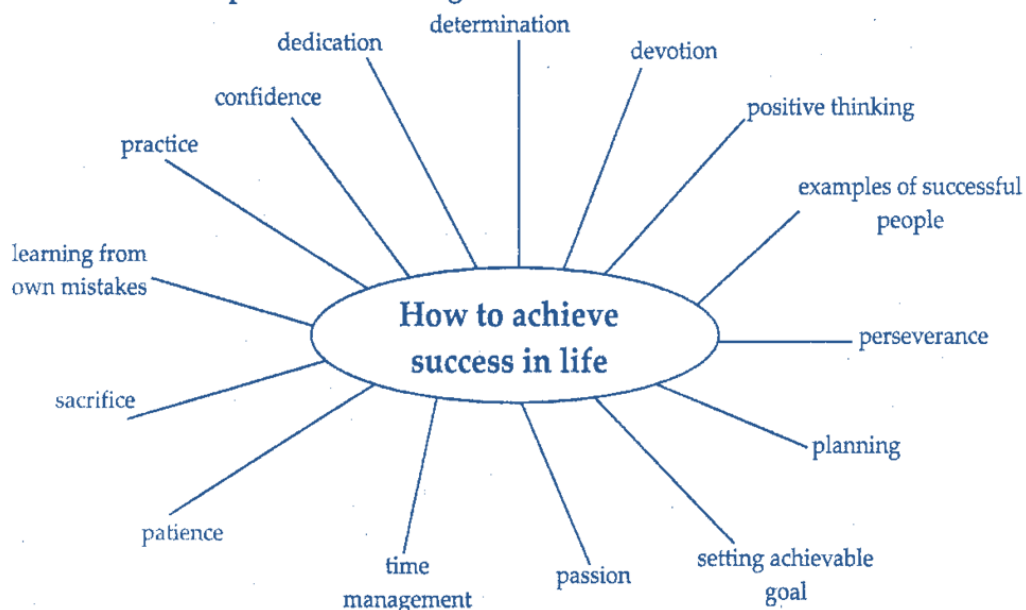 determination
dedication
devotion
confidence
positive thinking
practice
examples of successful
people
learning from
own mistakes
How to achieve
success in life
perseverance
sacrifice
planning
patience
time
management
passion
setting achievable
goal